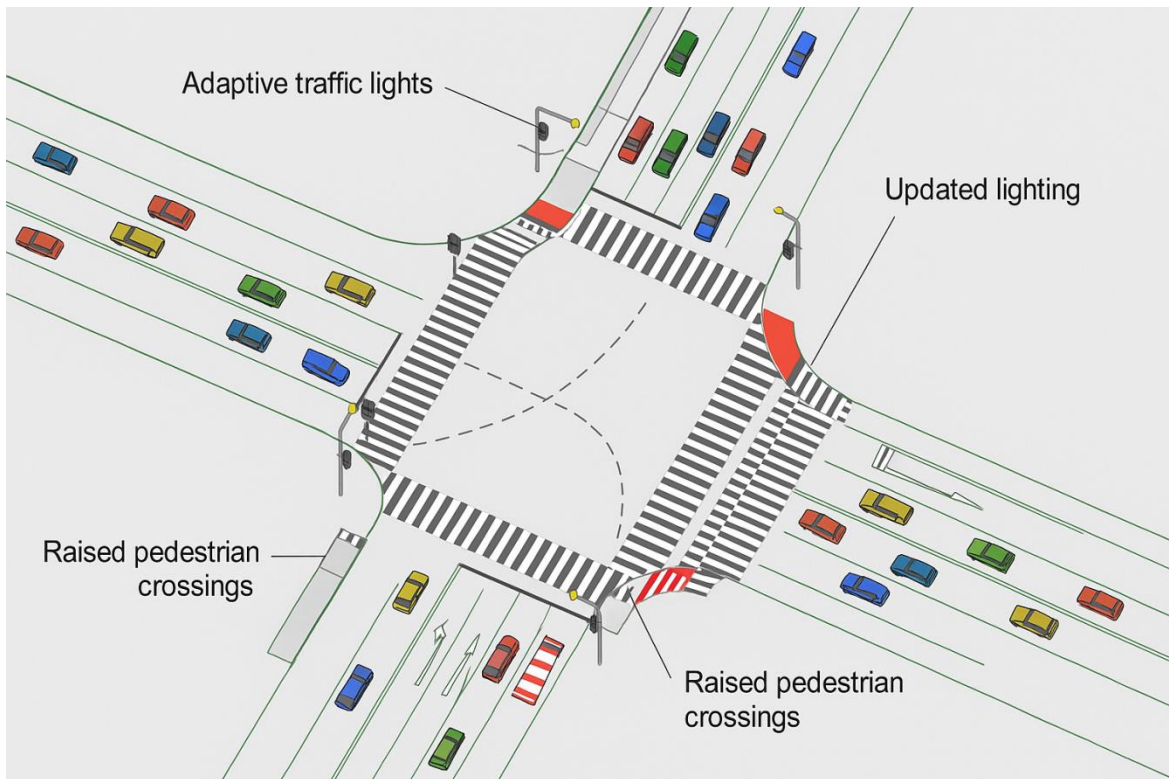 Adaptive traffic lights
Updated lighting
Raised pedestrian
crossings
Raised pedestrian
crossings